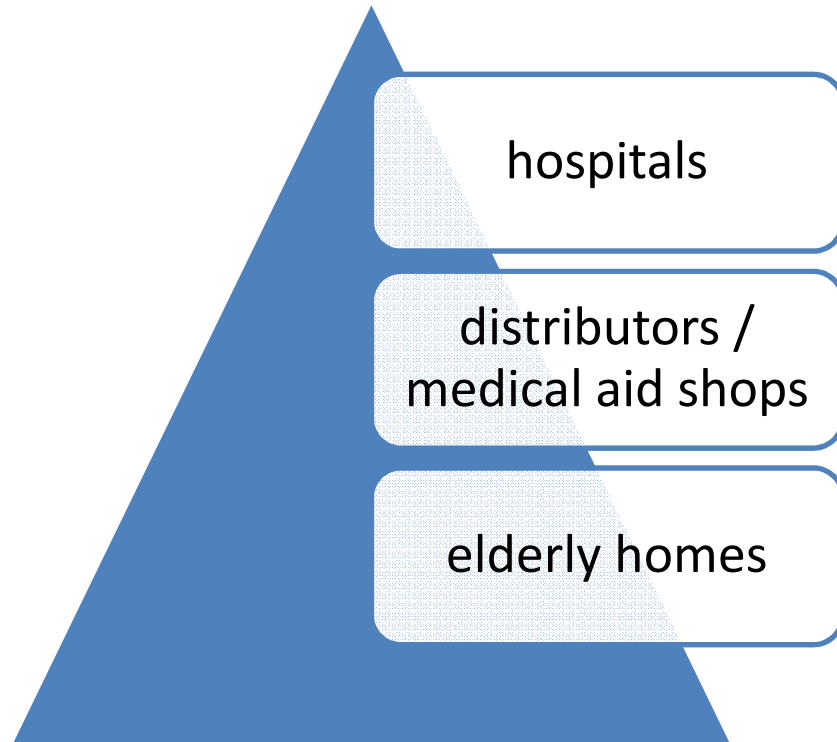 hospitals
distributors /
medical aid shops
elderly homes